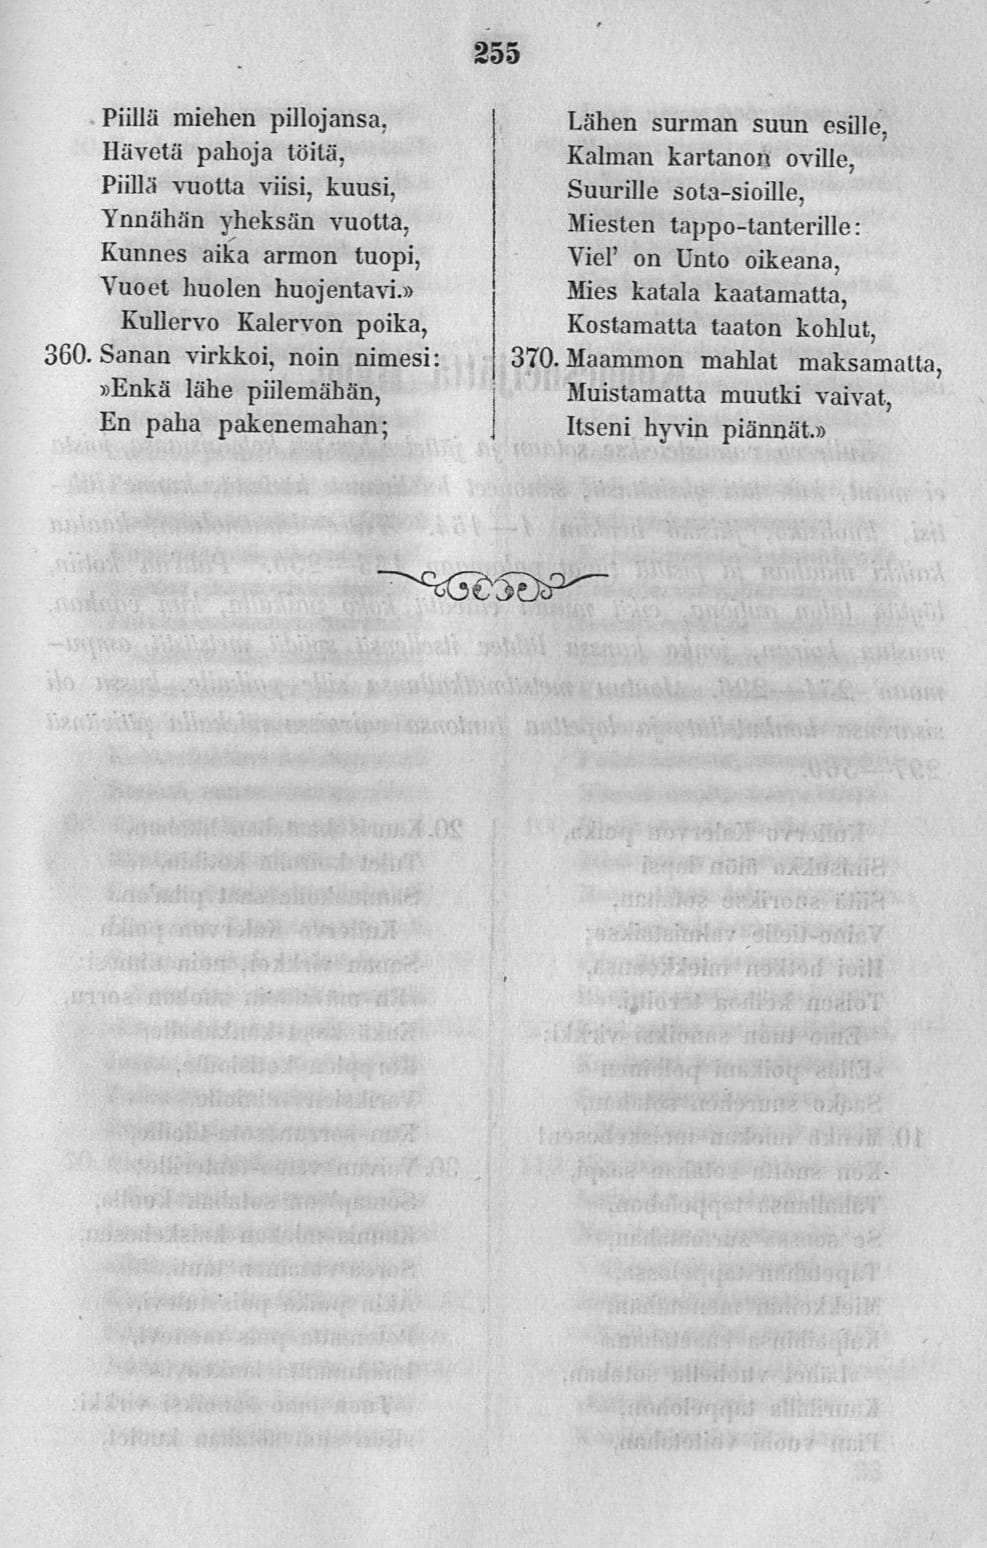 255
Piillä miehen pillojansa,
Hävetä pahoja töitä,
Piillä vuotta viisi, kuusi,
Ynnähän yheksän vuotta,
Kunnes aika armon tuopi,
Vuoet huolen huojentavi.»
Kullervo Kalervon poika,
360. Sanan virkkoi, noin nimesi:
»Enkä lähe piilemähän,
En paha pakenemahan;
Lähen surman suun esille,
Kalman kartanon oville,
Suurille sota-sioille,
Miesten tappo-tanterille:
Viel' on Unto oikeana,
Mies katala kaatamatta,
Kostamatta taaton kohlut,
370. Maammon mahlat maksamatta,
Muistamatta muutki vaivat,
Itseni hyvin piännät.»